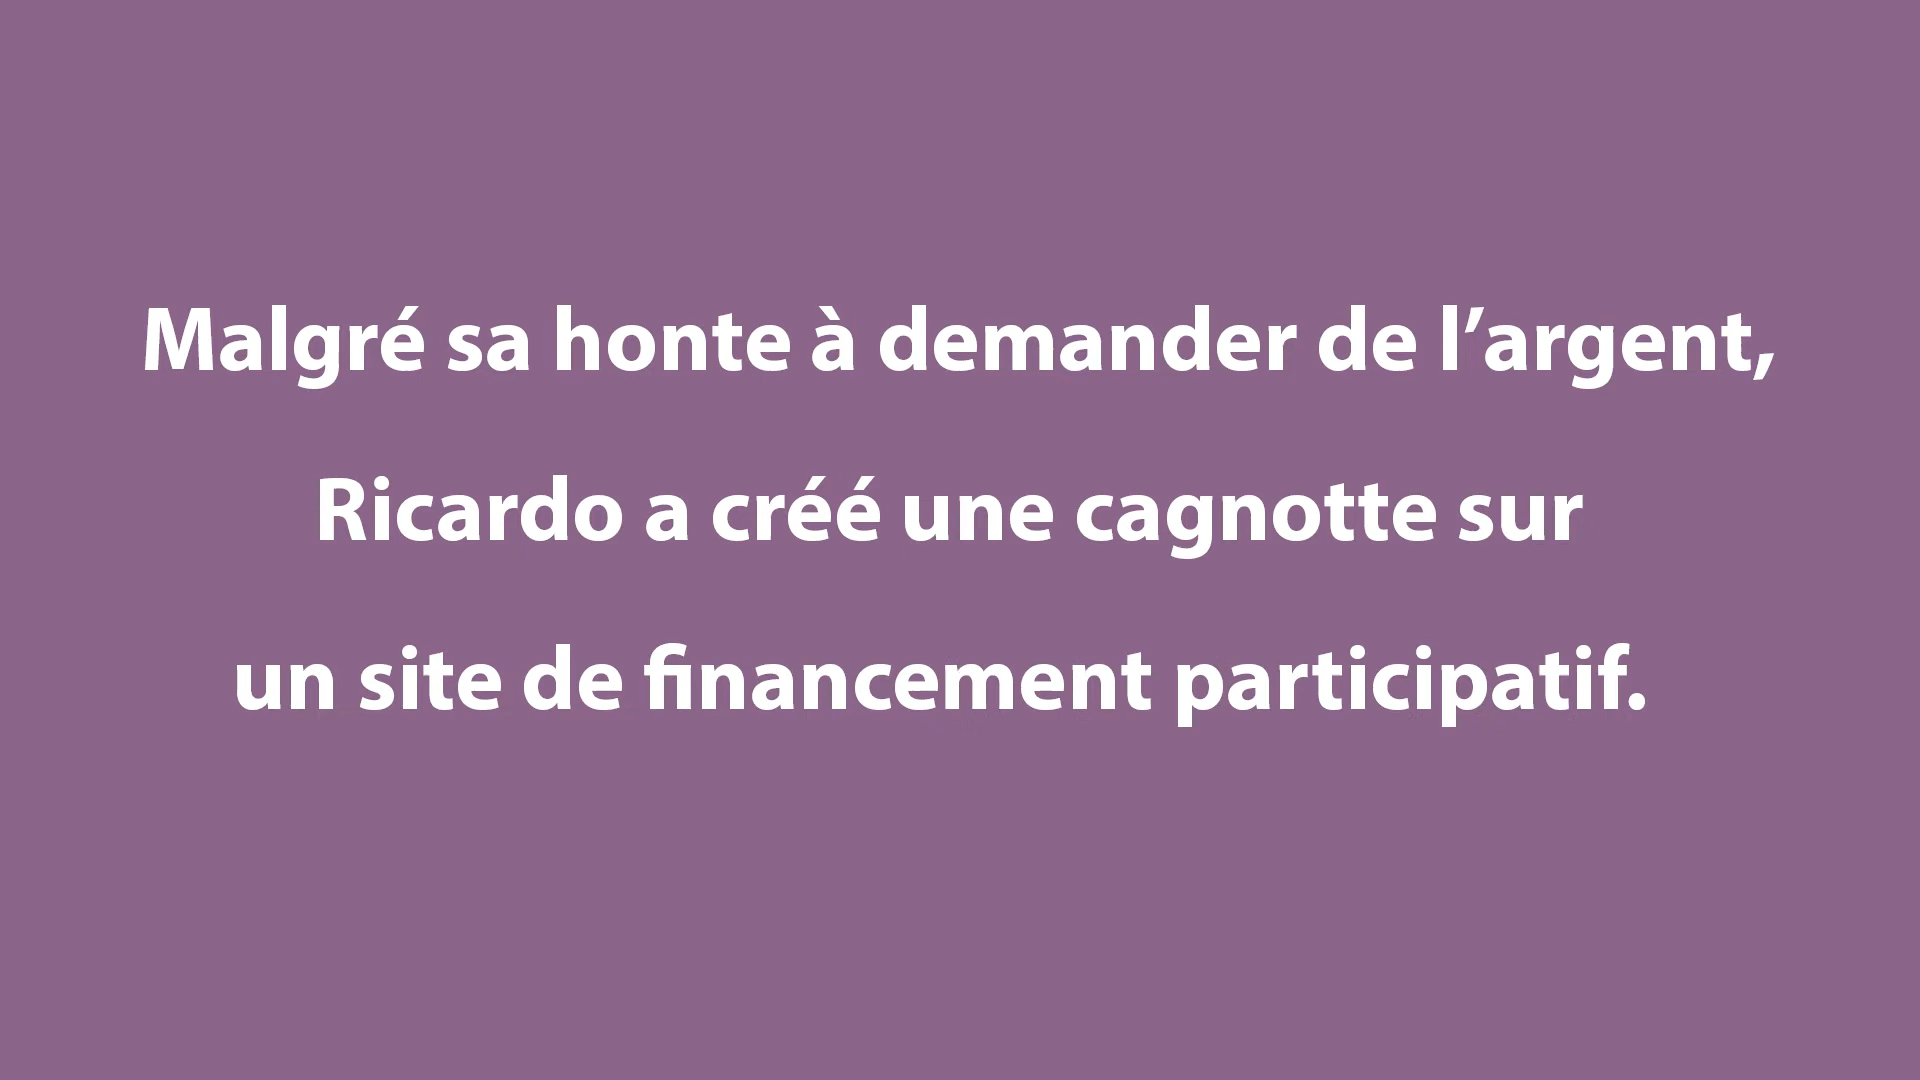 Malgré sa honte à demander de l’argent,
Ricardo a créé une cagnotte sur
un site de financement participatif.